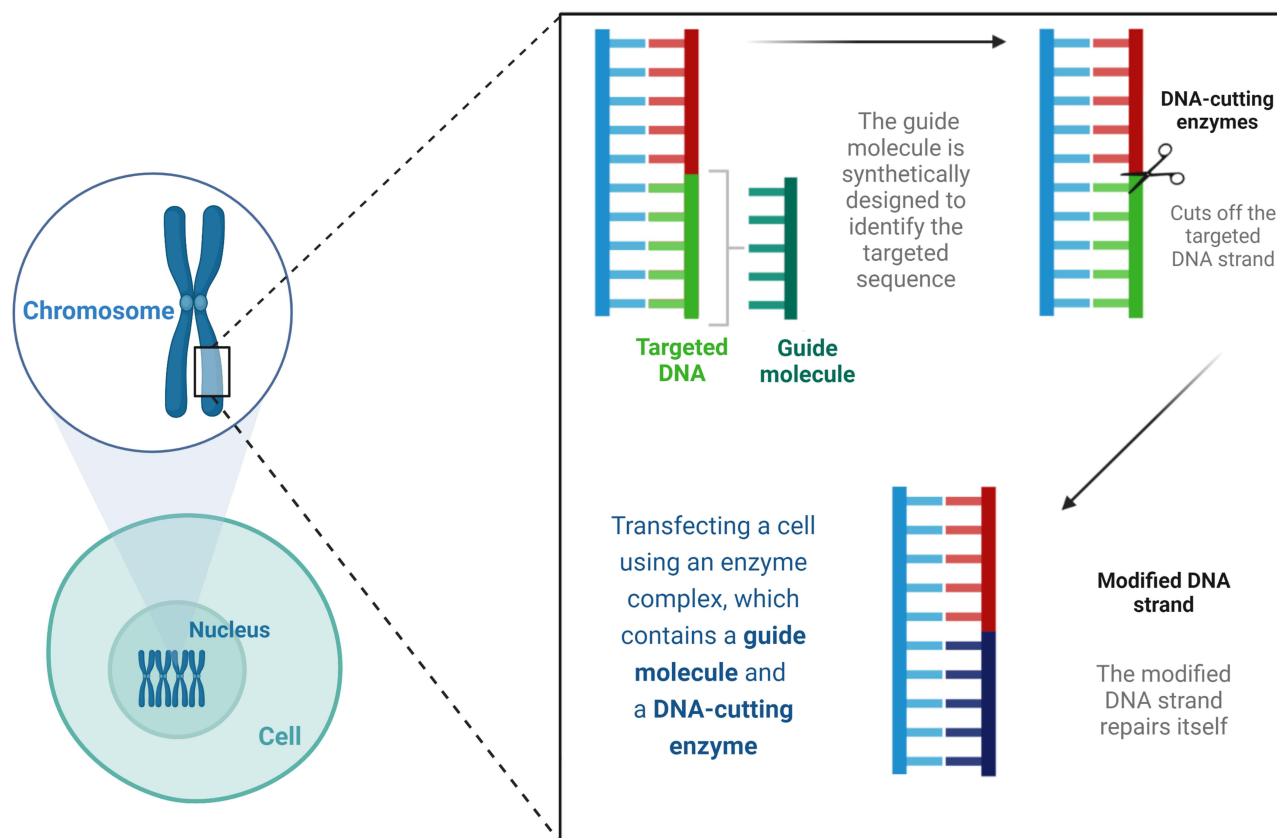 Chromosome
Nucleus
Cell
The guide
molecule is
synthetically
designed to
identify the
targeted
sequence
Targeted
DNA
Guide
molecule
DNA-cutting
enzymes
Cuts off the
targeted
DNA strand
Transfecting a cell
using an enzyme
complex, which
contains a guide
molecule and
a DNA-cutting
enzyme
Modified DNA
strand
The modified
DNA strand
repairs itself